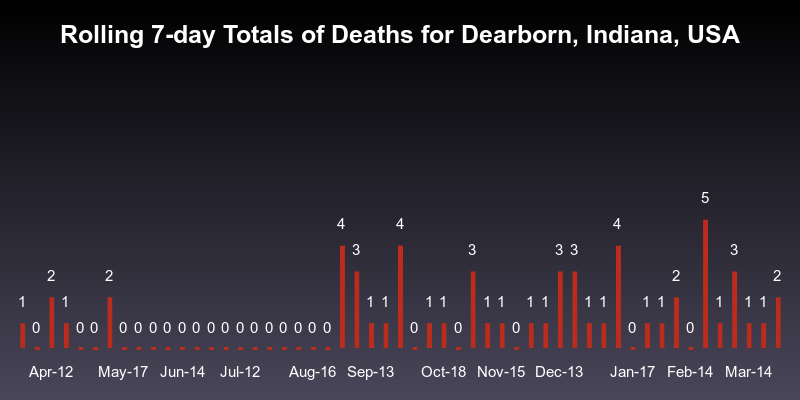 Rolling 7-day Totals of Deaths for Dearborn, Indiana, USA
5
4 4 4
3 3 3 3 3
2 2 2 2
1 1 1 1 1 1 1 1 1 1 1 1 1 1 1 1 1
0 0 0 0 0 0 0 0 0 0 0 0 0 0 0 0 0 0 0 0 0 0 0
Apr-12 May-17 Jun-14 Jul-12 Aug-16 Sep-13 Oct-18 Nov-15 Dec-13 Jan-17 Feb-14 Mar-14